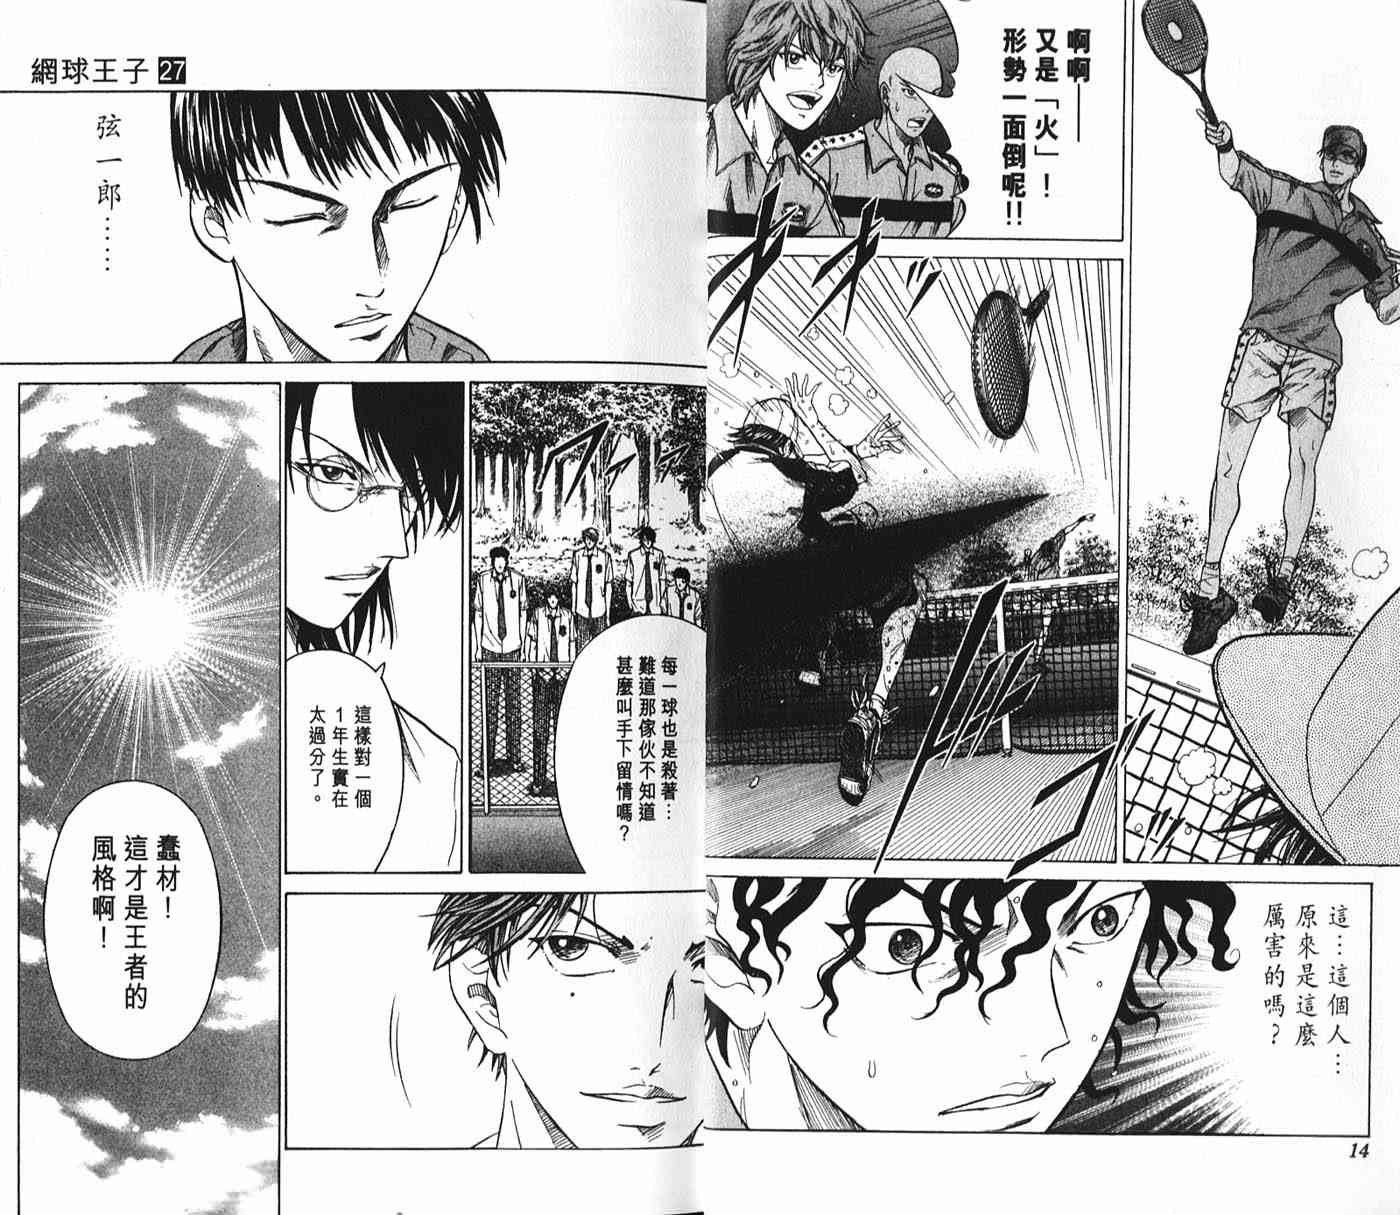 啊啊——
又是「火」!
形勢一面倒呢!!
這…這個人…
原來是這麼
厲害的嗎?
14
網球王子 27
弦一郎……
每一球也是殺著…
難道那傢伙不知道
甚麼叫手下留情嗎?
這樣對一個
1年生實在
太過分了。
蠢材!
這才是王者的
風格啊!